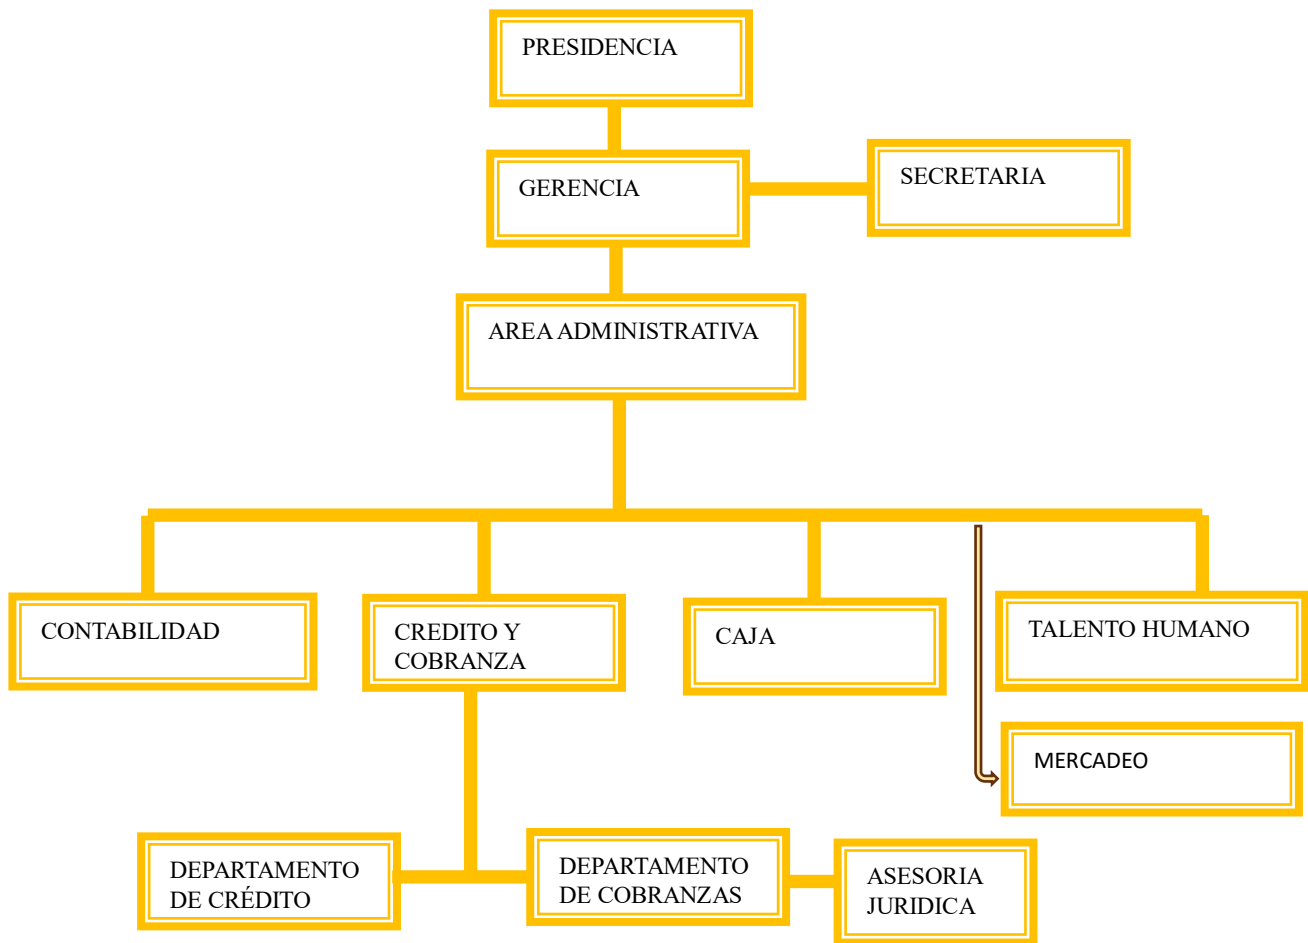 PRESIDENCIA
GERENCIA
SECRETARIA
AREA ADMINISTRATIVA
CONTABILIDAD
CREDITO Y
COBRANZA
CAJA
TALENTO HUMANO
MERCADEO
DEPARTAMENTO
DE CRÉDITO
DEPARTAMENTO
DE COBRANZAS
ASESORIA
JURIDICA